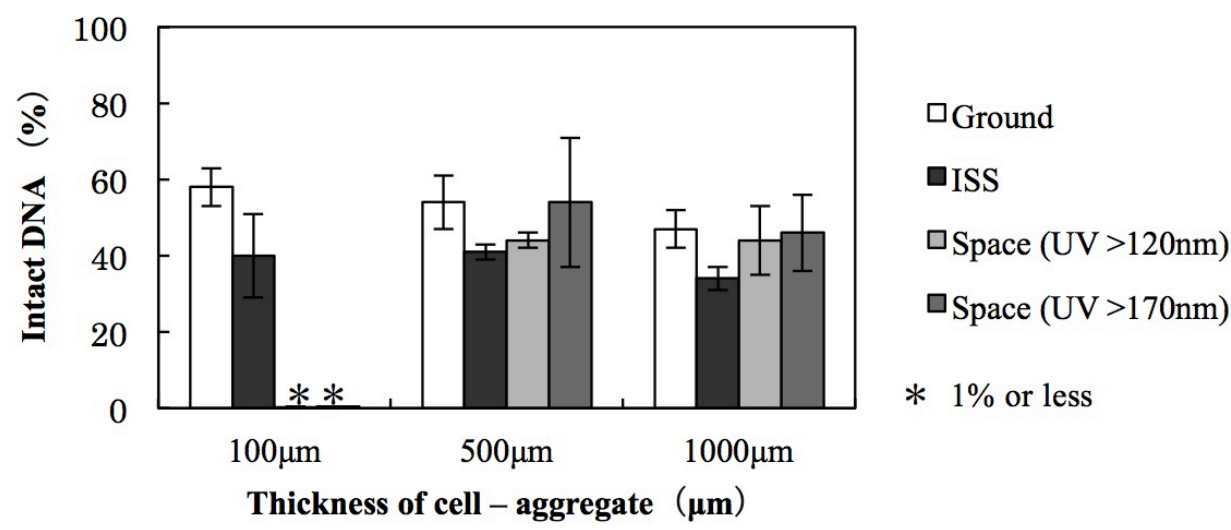 100
80
60
40
20
0
Intact DNA (%)
* *
100μm
500μm
1000μm
Thickness of cell – aggregate (μm)
Ground
ISS
Space (UV >120nm)
Space (UV >170nm)
* 1% or less